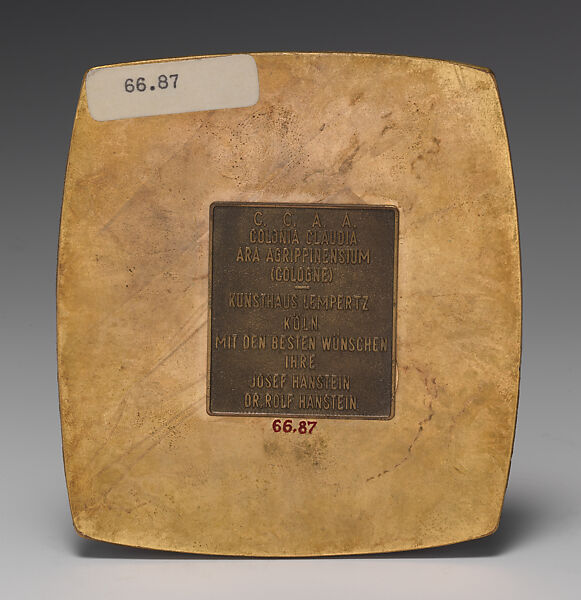 66.87
C. C. A. A.
COLONIA CLAUDIA
ARA AGRIPPINENSIUM
(COLOGNE)
KUNSTHAUS LEMPERTZ
KÖLN
MIT DEN BESTEN WÜNSCHEN
IHRE
JOSEF HANSTEIN
DR. ROLF HANSTEIN
66.87